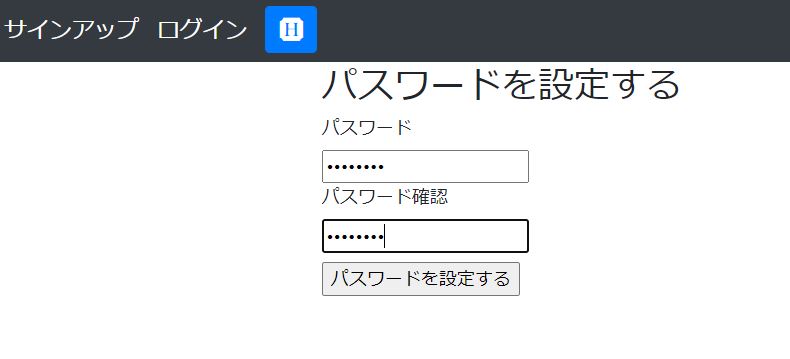 サインアップ ログイン H
パスワードを設定する
パスワード
••••••••
パスワード確認
••••••••
パスワードを設定する